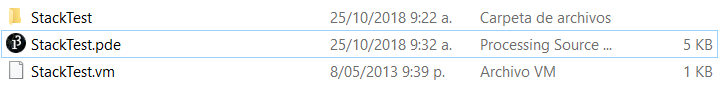 StackTest 25/10/2018 9:22 a. Carpeta de archivos
StackTest.pde 25/10/2018 9:32 a. Processing Source ... 5 KB
StackTest.vm 8/05/2013 9:39 p. Archivo VM 1 KB